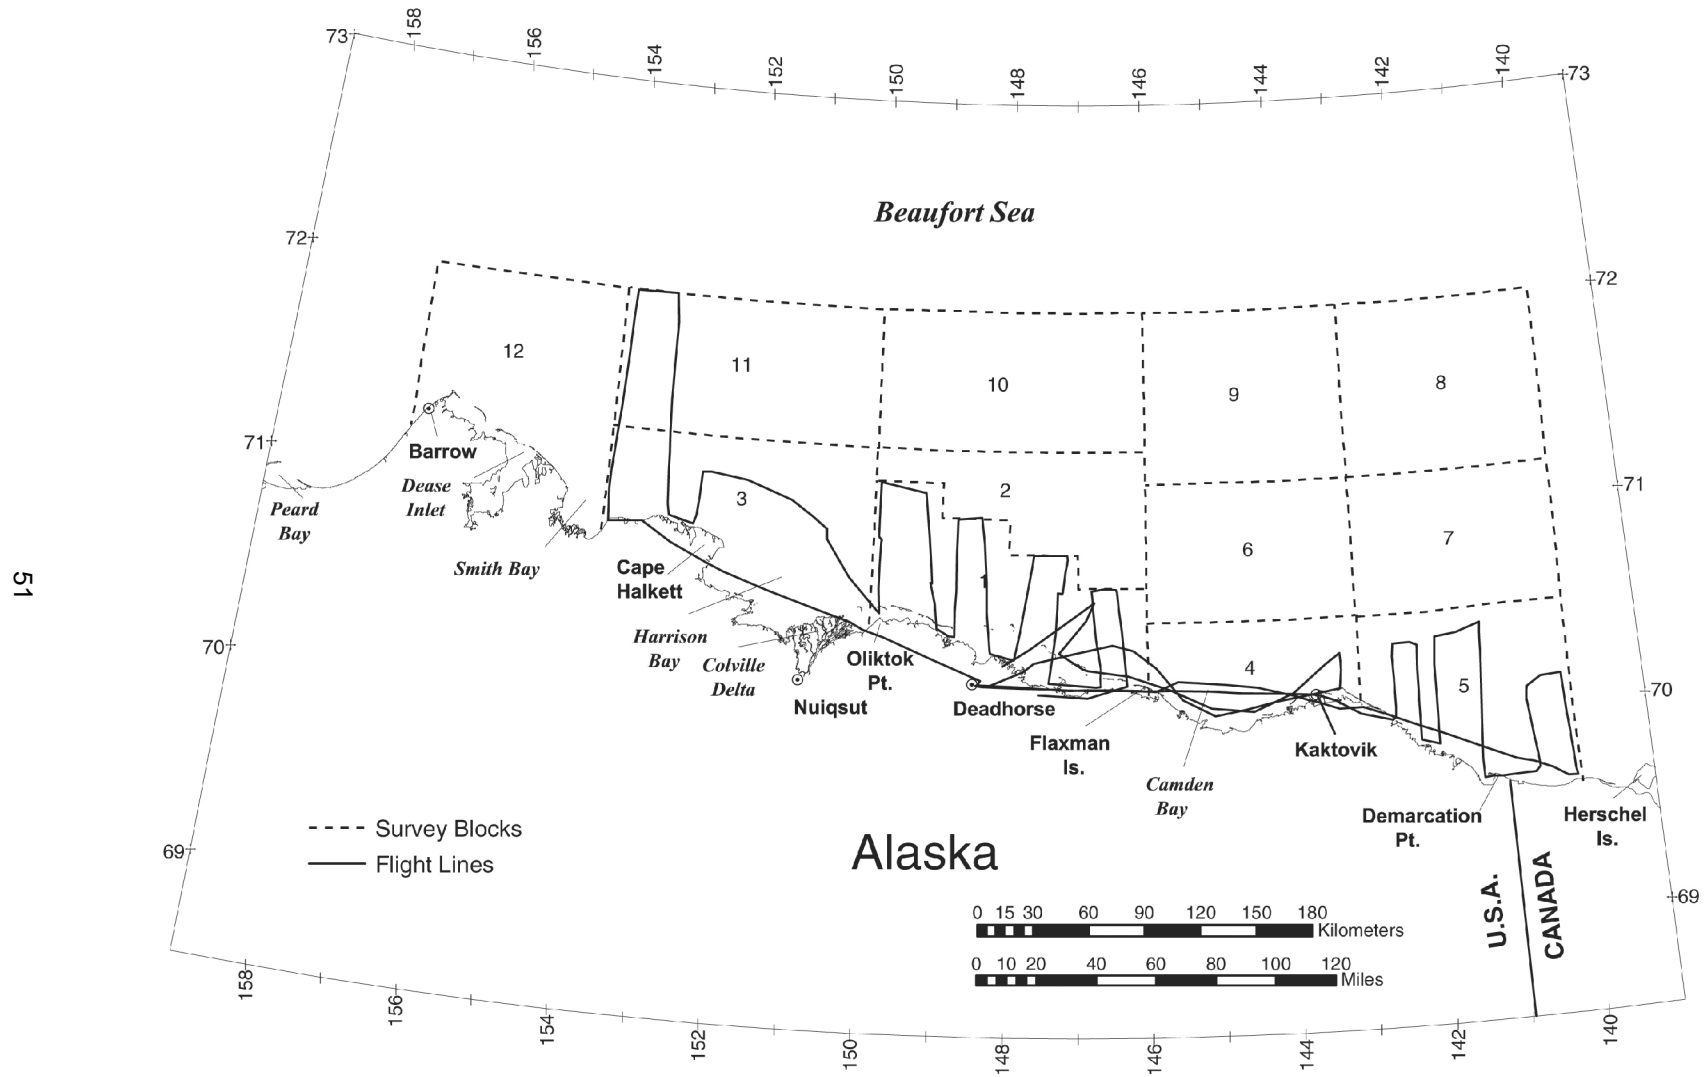 158
156
154
152
150
148
146
144
142
140
73
73
72
72
71
71
70
70
69
69
Beaufort Sea
12
11
10
9
8
3
2
1
6
7
4
5
Barrow
Dease
Inlet
Peard
Bay
Smith Bay
Cape
Halkett
Harrison
Bay
Colville
Delta
Nuiqsut
Oliktok
Pt.
Deadhorse
Flaxman
Is.
Camden
Bay
Kaktovik
Demarcation
Pt.
Herschel
Is.
51
Survey Blocks
Flight Lines
Alaska
U.S.A.
CANADA
0 15 30 60 90 120 150 180
Kilometers
0 10 20 40 60 80 100 120
Miles
158
156
154
152
150
148
146
144
142
140